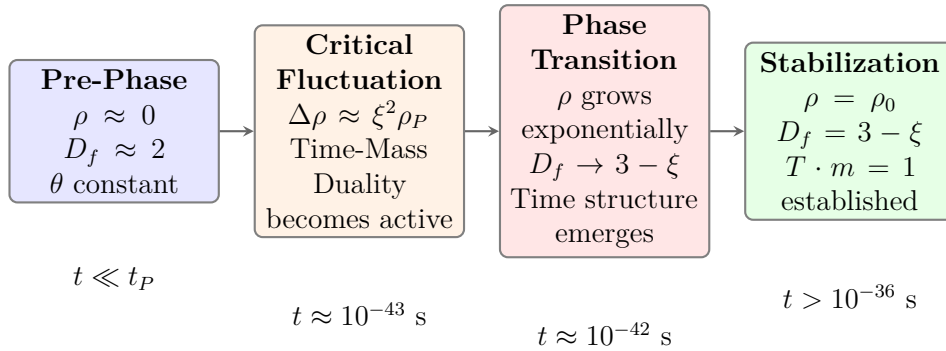 Pre-Phase
ρ ≈ 0
D_f ≈ 2
θ constant
t ≪ t_P
Critical
Fluctuation
Δρ ≈ ξ²ρ_P
Time-Mass
Duality
becomes active
t ≈ 10⁻⁴³ s
Phase
Transition
ρ grows
exponentially
D_f → 3 − ξ
Time structure
emerges
t ≈ 10⁻⁴² s
Stabilization
ρ = ρ₀
D_f = 3 − ξ
T · m = 1
established
t > 10⁻³⁶ s